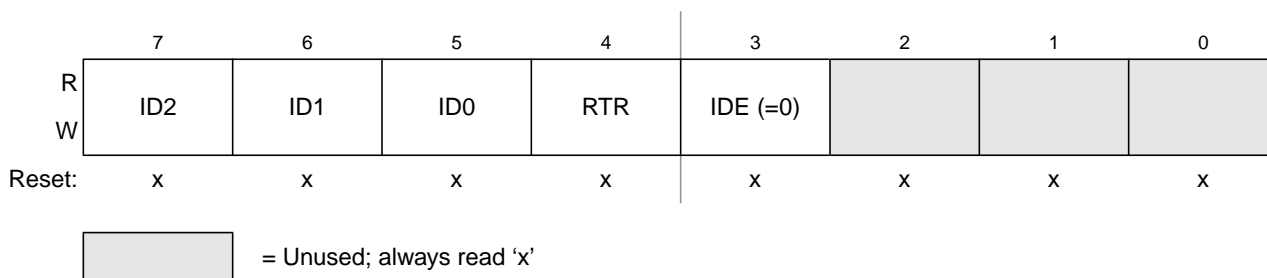 7 6 5 4 3 2 1 0
R
ID2 ID1 ID0 RTR IDE (=0)
W
Reset: x x x x x x x x
= Unused; always read ‘x’